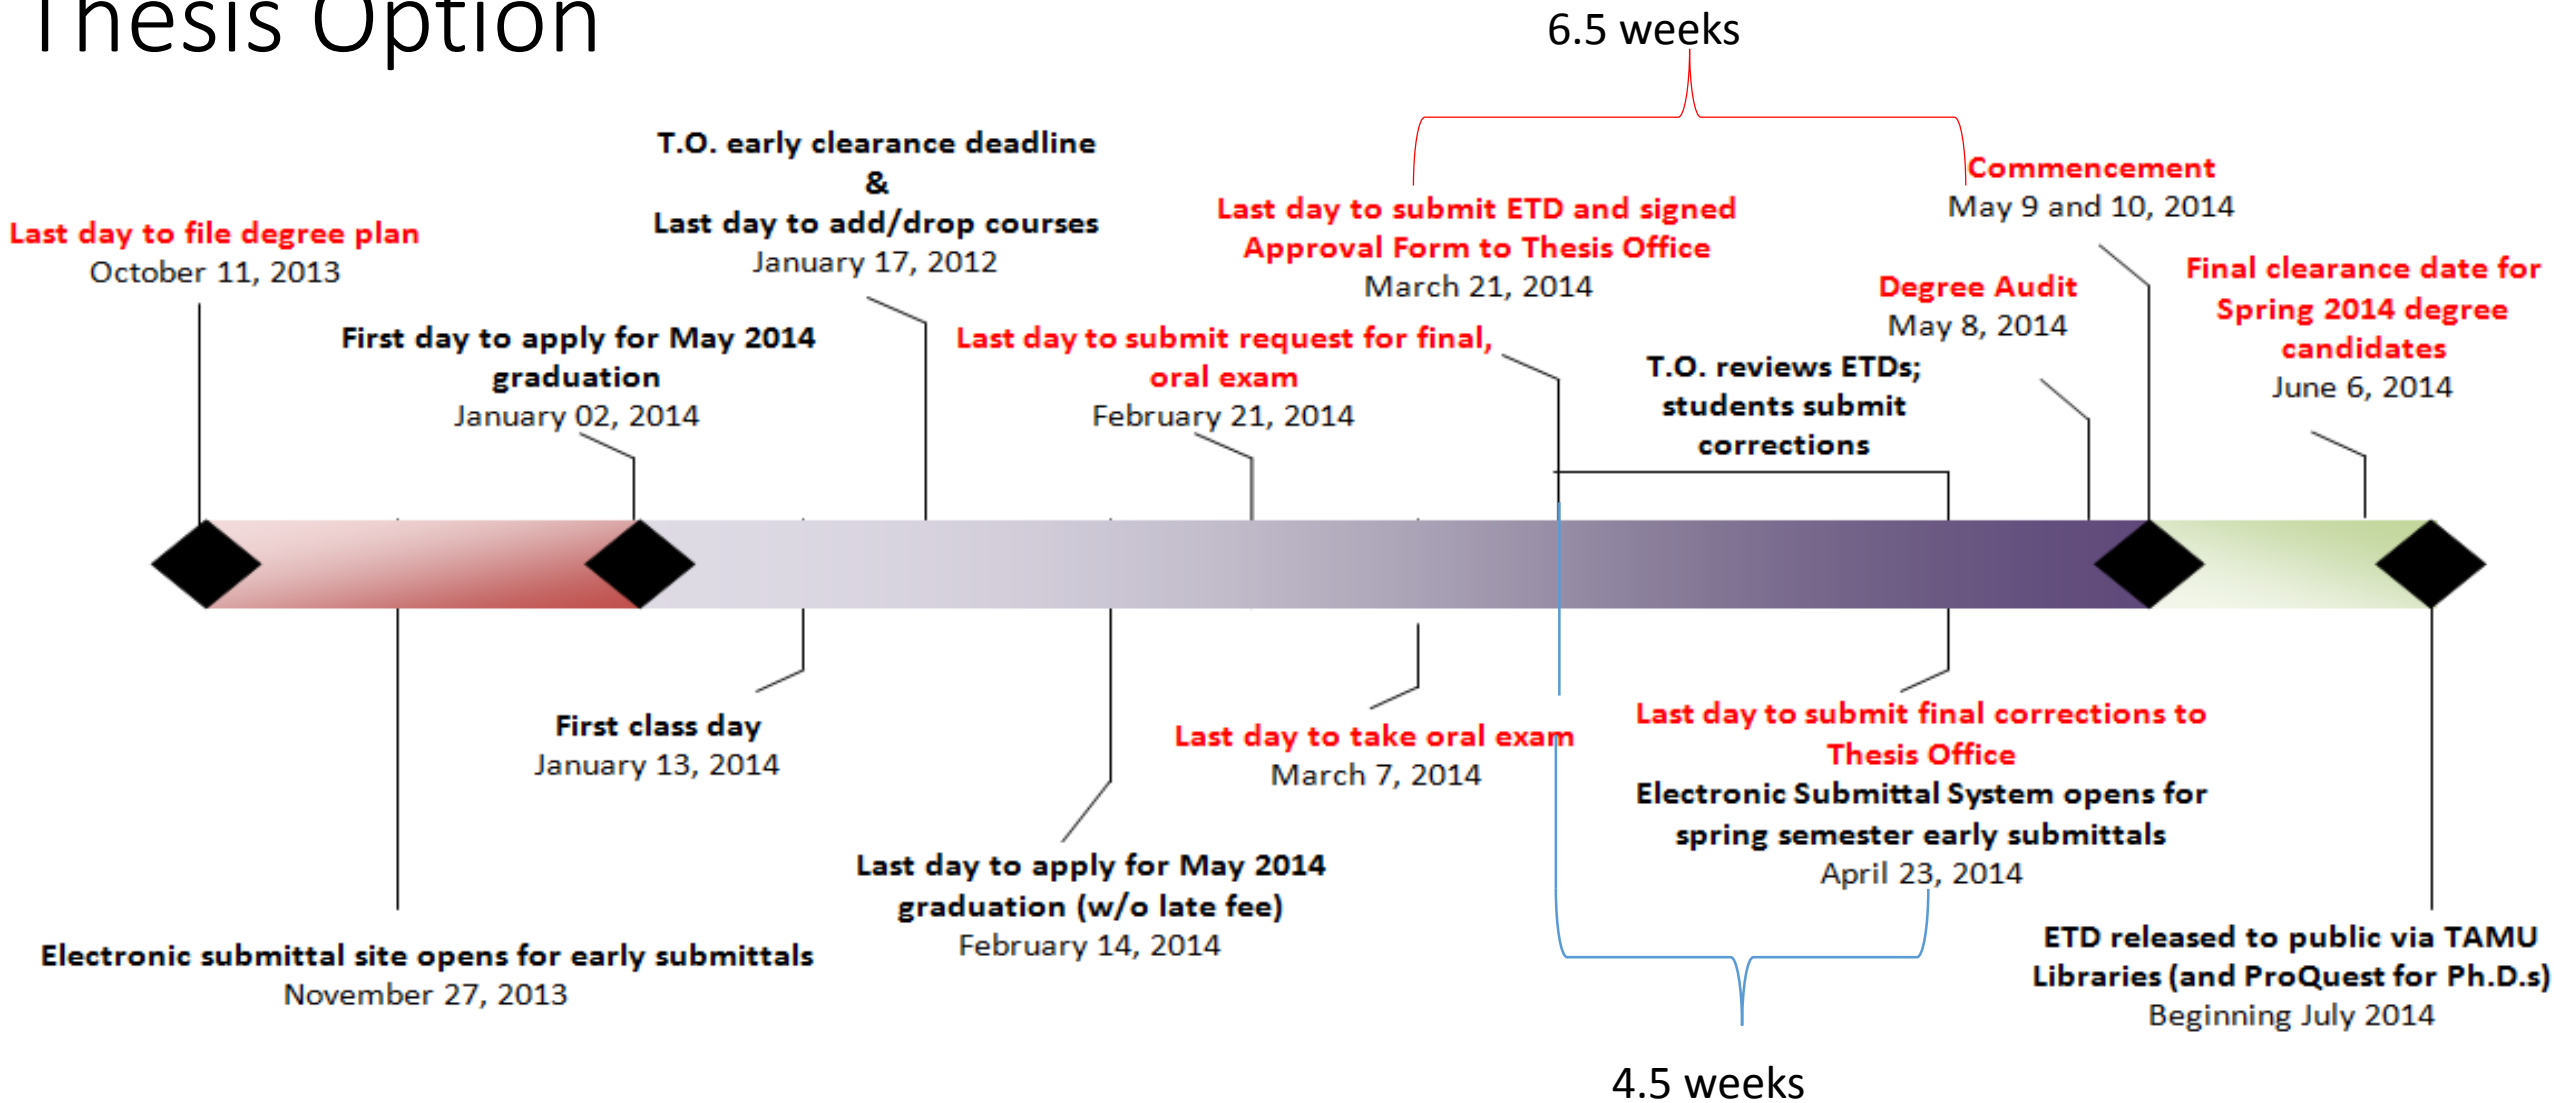 Thesis Option
6.5 weeks
Last day to file degree plan
October 11, 2013
First day to apply for May 2014
graduation
January 02, 2014
T.O. early clearance deadline
&
Last day to add/drop courses
January 17, 2012
Last day to submit request for final,
oral exam
February 21, 2014
Last day to submit ETD and signed
Approval Form to Thesis Office
March 21, 2014
T.O. reviews ETDs;
students submit
corrections
Degree Audit
May 8, 2014
Commencement
May 9 and 10, 2014
Final clearance date for
Spring 2014 degree
candidates
June 6, 2014
Electronic submittal site opens for early submittals
November 27, 2013
First class day
January 13, 2014
Last day to apply for May 2014
graduation (w/o late fee)
February 14, 2014
Last day to take oral exam
March 7, 2014
Last day to submit final corrections to
Thesis Office
Electronic Submittal System opens for
spring semester early submittals
April 23, 2014
ETD released to public via TAMU
Libraries (and ProQuest for Ph.D.s)
Beginning July 2014
4.5 weeks